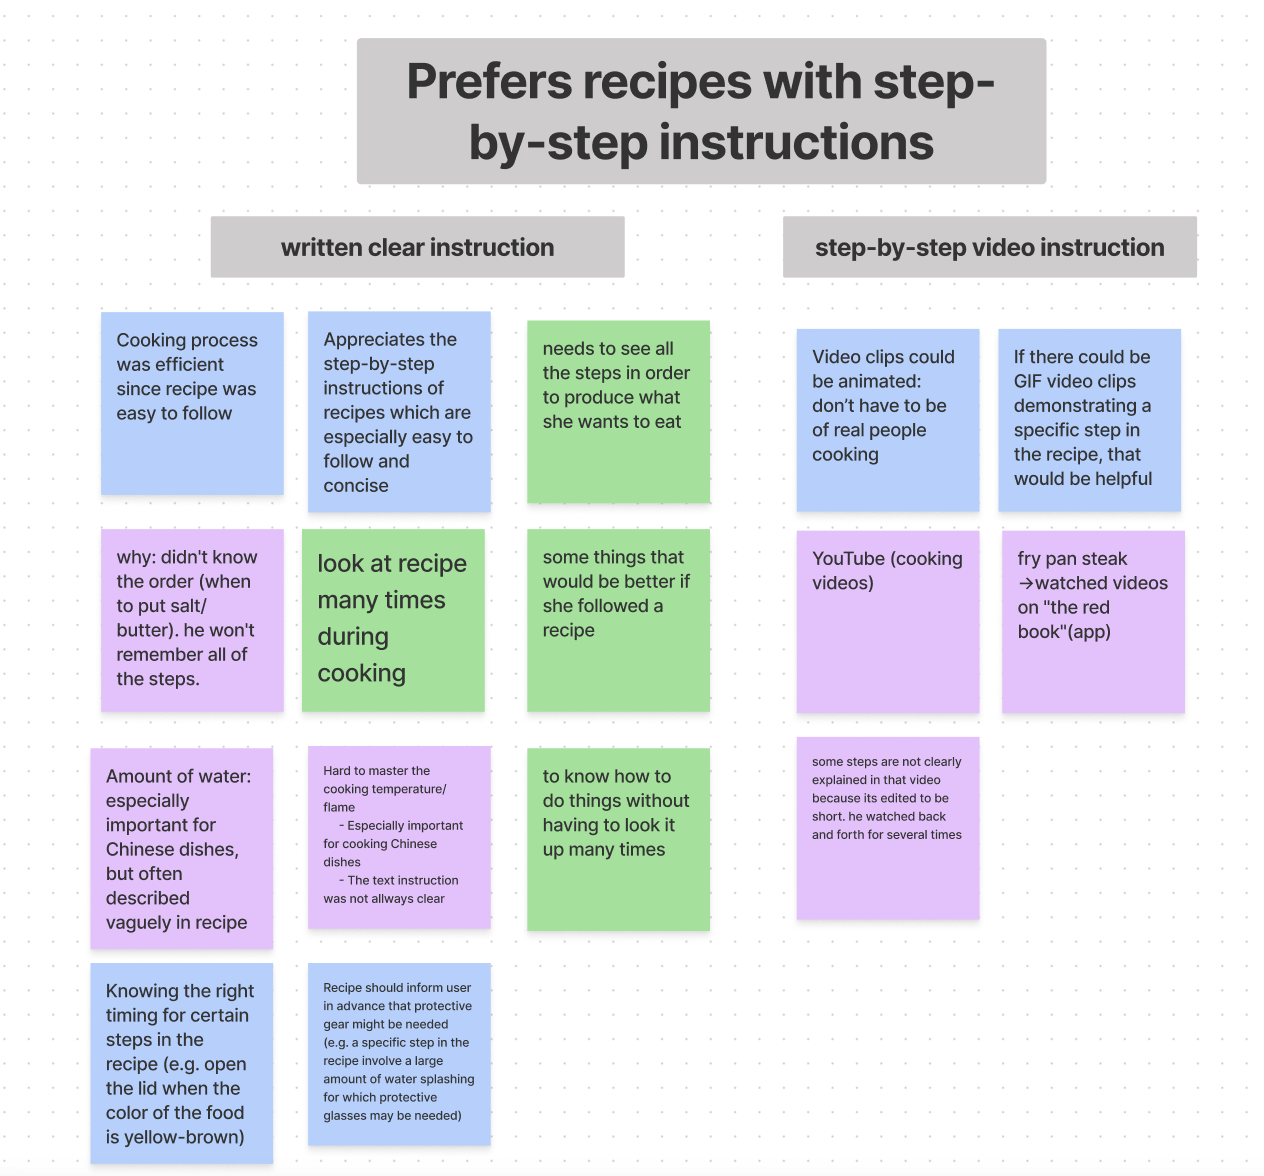 Prefers recipes with step-
by-step instructions
written clear instruction
step-by-step video instruction
Cooking process
was efficient
since recipe was
easy to follow
Appreciates the
step-by-step
instructions of
recipes which are
especially easy to
follow and
concise
needs to see all
the steps in order
to produce what
she wants to eat
Video clips could
be animated:
don’t have to be
of real people
cooking
If there could be
GIF video clips
demonstrating a
specific step in
the recipe, that
would be helpful
why: didn't know
the order (when
to put salt/
butter). he won't
remember all of
the steps.
look at recipe
many times
during
cooking
some things that
would be better if
she followed a
recipe
YouTube (cooking
videos)
fry pan steak
→watched videos
on "the red
book"(app)
Amount of water:
especially
important for
Chinese dishes,
but often
described
vaguely in recipe
Hard to master the
cooking temperature/
flame
- Especially important
for cooking Chinese
dishes
- The text instruction
was not allways clear
to know how to
do things without
having to look it
up many times
some steps are not clearly
explained in that video
because its edited to be
short. he watched back
and forth for several times
Knowing the right
timing for certain
steps in the
recipe (e.g. open
the lid when the
color of the food
is yellow-brown)
Recipe should inform user
in advance that protective
gear might be needed
(e.g. a specific step in the
recipe involve a large
amount of water splashing
for which protective
glasses may be needed)